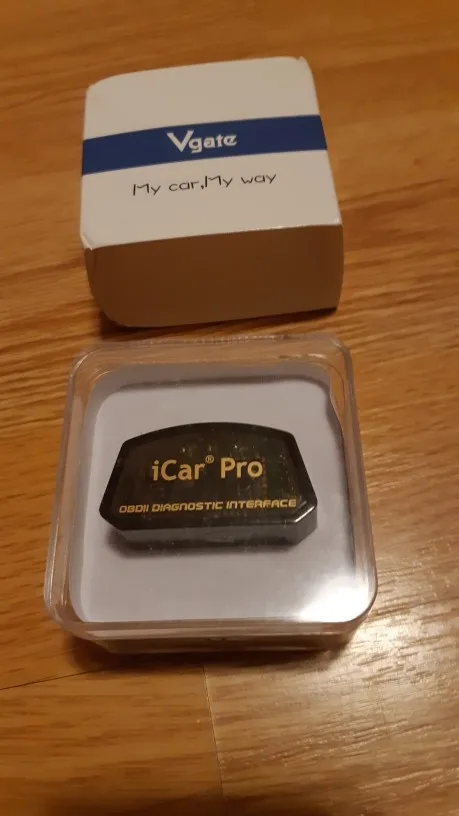 Vgate
My car,My way
iCar® Pro
OBDII DIAGNOSTIC INTERFACE